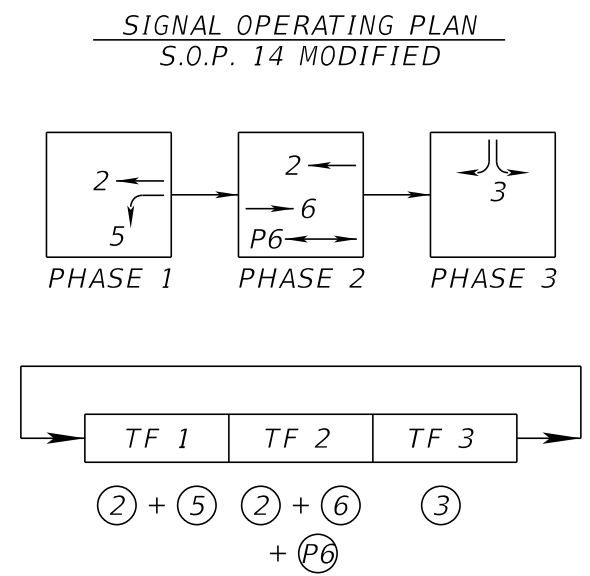 SIGNAL OPERATING PLAN
S.O.P. 14 MODIFIED
2
5
PHASE 1
2
6
P6
PHASE 2
3
PHASE 3
TF 1 TF 2 TF 3
2 + 5 2 + 6 3
+ P6